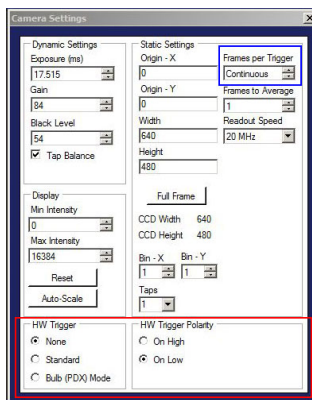 Camera Settings
Dynamic Settings
Exposure (ms)
17.515
Gain
84
Black Level
54
Tap Balance
Display
Min Intensity
0
Max Intensity
16384
Reset
Auto-Scale
Static Settings
Origin - X
0
Origin - Y
0
Width
640
Height
480
Frames per Trigger
Continuous
Frames to Average
1
Readout Speed
20 MHz
Full Frame
CCD Width 640
CCD Height 480
Bin - X Bin - Y
1 1
Taps
1
HW Trigger
None
Standard
Bulb (PDX) Mode
HW Trigger Polarity
On High
On Low